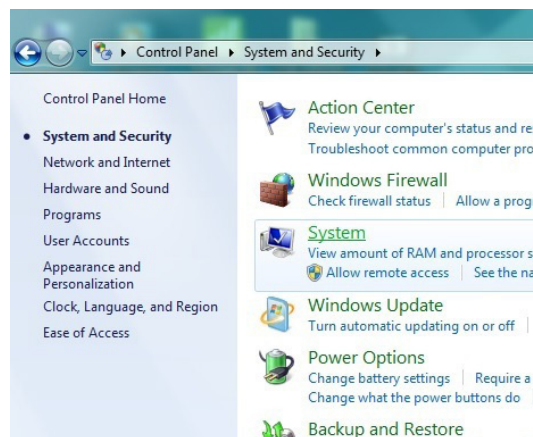 Control Panel System and Security
Control Panel Home
System and Security
Network and Internet
Hardware and Sound
Programs
User Accounts
Appearance and
Personalization
Clock, Language, and Region
Ease of Access
Action Center
Review your computer's status and
Troubleshoot common computer
Windows Firewall
Check firewall status Allow a
System
View amount of RAM and processor
Allow remote access See the
Windows Update
Turn automatic updating on or off
Power Options
Change battery settings Require a
Change what the power buttons do
Backup and Restore